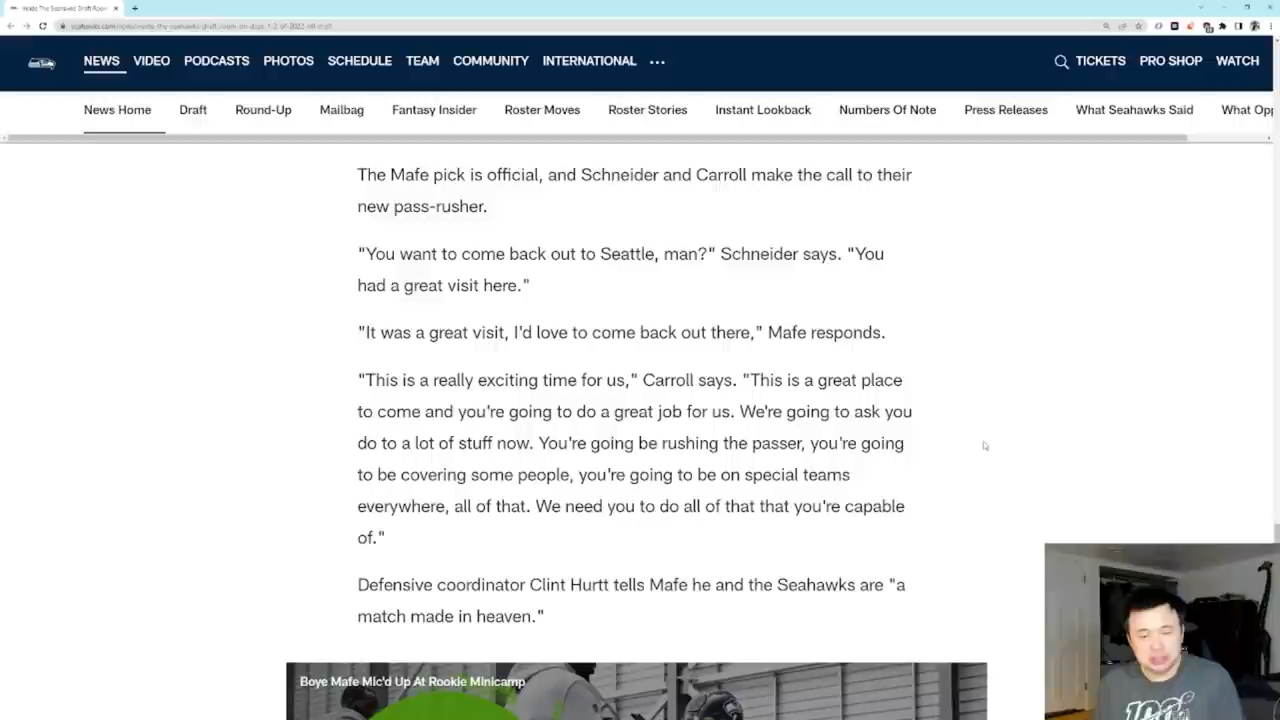 Inside The Seahawks Draft Room
NEWS VIDEO PODCASTS PHOTOS SCHEDULE TEAM COMMUNITY INTERNATIONAL ... TICKETS PRO SHOP WATCH
News Home Draft Round-Up Mailbag Fantasy Insider Roster Moves Roster Stories Instant Lookback Numbers Of Note Press Releases What Seahawks Said What Opp
The Mafe pick is official, and Schneider and Carroll make the call to their
new pass-rusher.
"You want to come back out to Seattle, man?" Schneider says. "You
had a great visit here."
"It was a great visit, I'd love to come back out there," Mafe responds.
"This is a really exciting time for us," Carroll says. "This is a great place
to come and you're going to do a great job for us. We're going to ask you
do to a lot of stuff now. You're going be rushing the passer, you're going
to be covering some people, you're going to be on special teams
everywhere, all of that. We need you to do all of that that you're capable
of."
Defensive coordinator Clint Hurtt tells Mafe he and the Seahawks are "a
match made in heaven."
Boye Mafe Mic'd Up At Rookie Minicamp